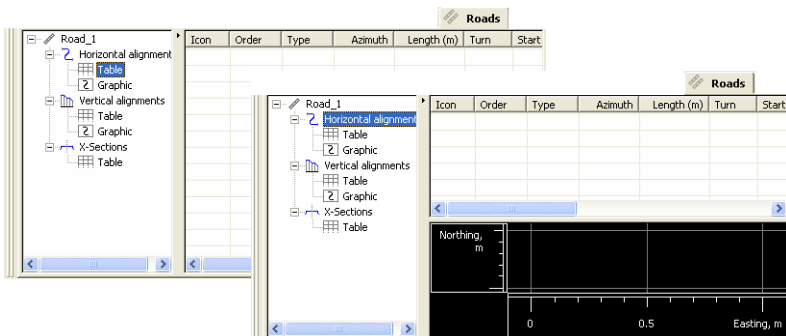 Roads
Road_1
Horizontal alignment
Table
Graphic
Vertical alignments
Table
Graphic
X-Sections
Table
Icon Order Type Azimuth Length (m) Turn Start
Roads
Road_1
Horizontal alignment
Table
Graphic
Vertical alignments
Table
Graphic
X-Sections
Table
Icon Order Type Azimuth Length (m) Turn Start
Northing,
m
0 0.5 Easting, m